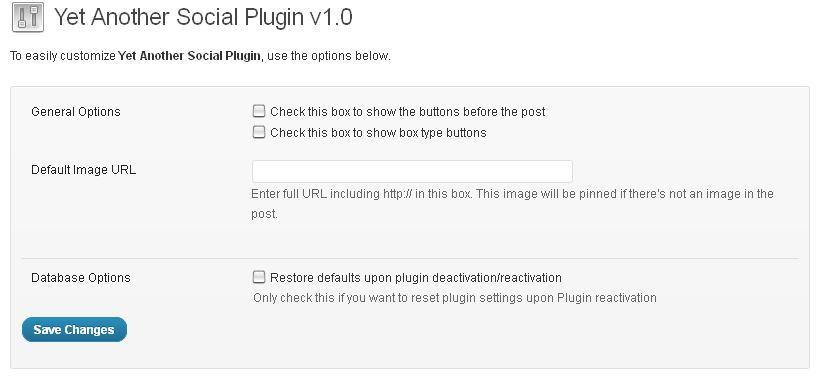 Yet Another Social Plugin v1.0
To easily customize Yet Another Social Plugin, use the options below.
General Options
Check this box to show the buttons before the post
Check this box to show box type buttons
Default Image URL
Enter full URL including http:// in this box. This image will be pinned if there's not an image in the
post.
Database Options
Restore defaults upon plugin deactivation/reactivation
Only check this if you want to reset plugin settings upon Plugin reactivation
Save Changes